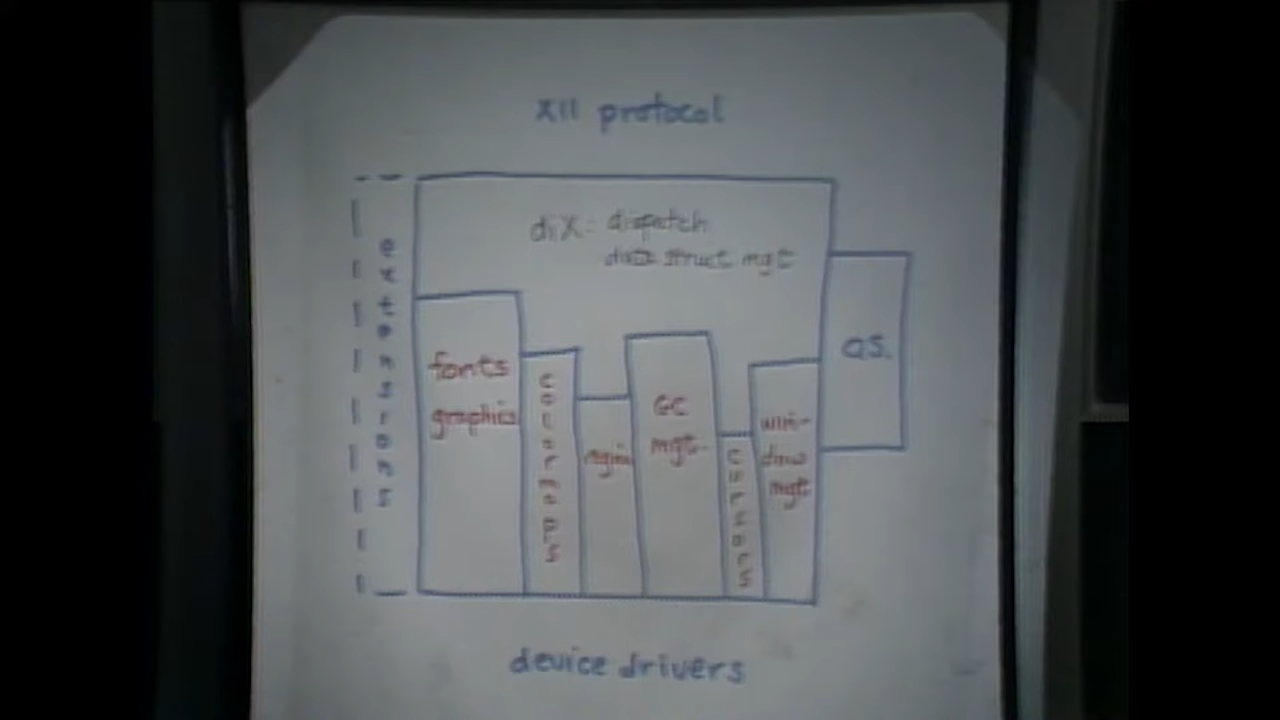 X11 protocol
diX: dispatch
data struct mgt
extensions
fonts
graphics
colormaps
GC
mgt
cursors
win-
dow
mgt
os.
device drivers